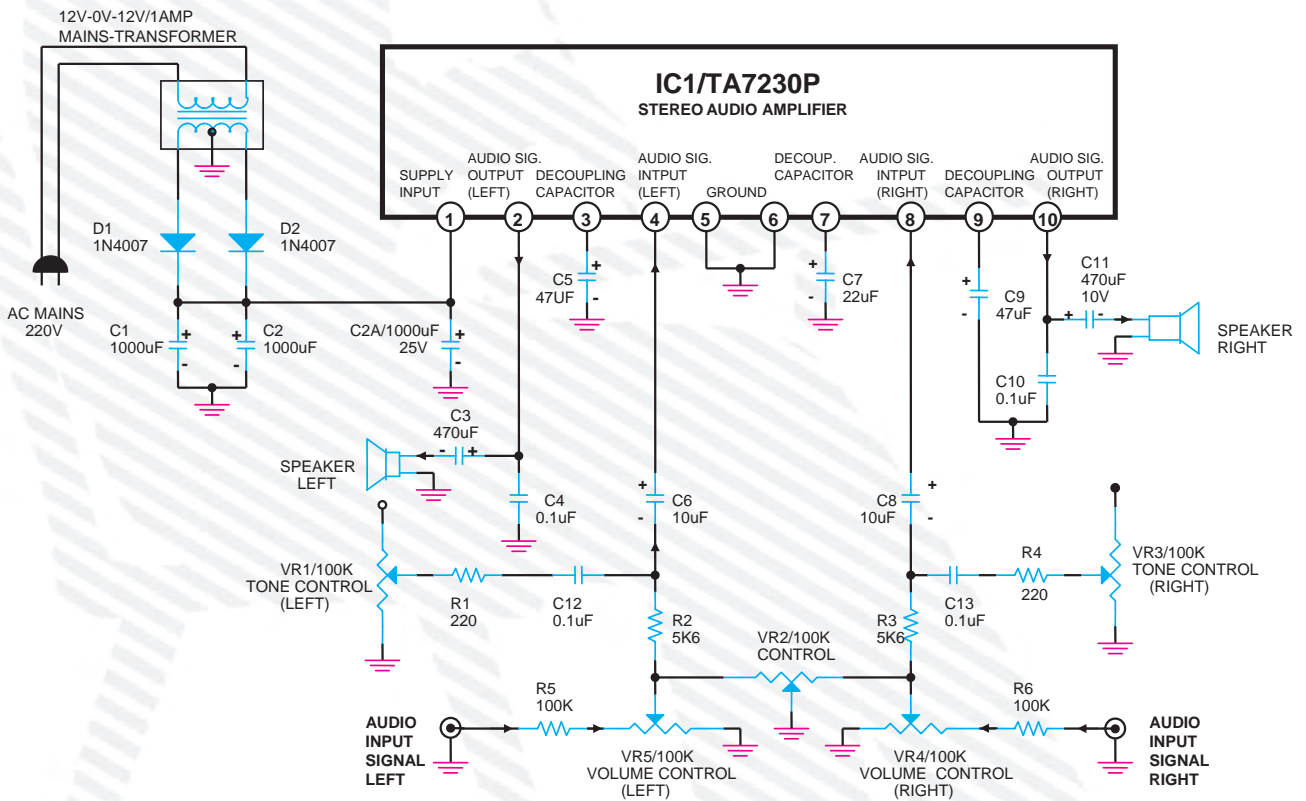 12V-0V-12V/1AMP
MAINS-TRANSFORMER
IC1/TA7230P
STEREO AUDIO AMPLIFIER
SUPPLY
INPUT
AUDIO SIG.
OUTPUT
(LEFT)
DECOUPLING
CAPACITOR
AUDIO SIG.
INTPUT
(LEFT)
GROUND
DECOUP.
CAPACITOR
AUDIO SIG.
INTPUT
(RIGHT)
DECOUPLING
CAPACITOR
AUDIO SIG.
OUTPUT
(RIGHT)
1
2
3
4
5
6
7
8
9
10
D1
1N4007
D2
1N4007
AC MAINS
220V
C1
1000uF
C2
1000uF
C2A/1000uF
25V
C5
47UF
C7
22uF
C9
47uF
C11
470uF
10V
+ -
SPEAKER
RIGHT
C10
0.1uF
C3
470uF
- +
SPEAKER
LEFT
C4
0.1uF
C6
10uF
C8
10uF
VR1/100K
TONE CONTROL
(LEFT)
R1
220
C12
0.1uF
R2
5K6
R3
5K6
C13
0.1uF
R4
220
VR3/100K
TONE CONTROL
(RIGHT)
VR2/100K
CONTROL
AUDIO
INPUT
SIGNAL
LEFT
R5
100K
VR5/100K
VOLUME CONTROL
(LEFT)
VR4/100K
VOLUME CONTROL
(RIGHT)
R6
100K
AUDIO
INPUT
SIGNAL
RIGHT